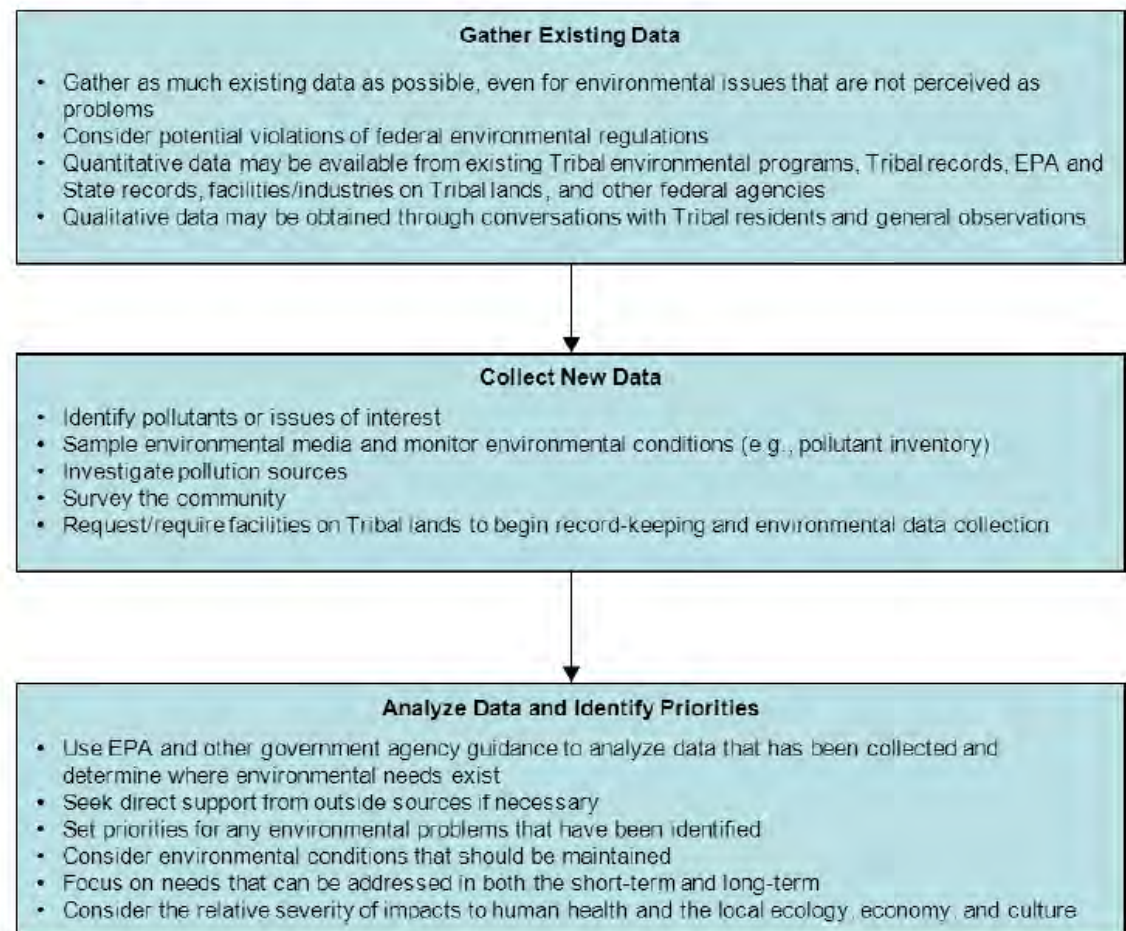 Gather Existing Data
• Gather as much existing data as possible, even for environmental issues that are not perceived as
problems
• Consider potential violations of federal environmental regulations
• Quantitative data may be available from existing Tribal environmental programs, Tribal records, EPA and
State records, facilities/industries on Tribal lands, and other federal agencies
• Qualitative data may be obtained through conversations with Tribal residents and general observations
Collect New Data
• Identify pollutants or issues of interest
• Sample environmental media and monitor environmental conditions (e.g., pollutant inventory)
• Investigate pollution sources
• Survey the community
• Request/require facilities on Tribal lands to begin record-keeping and environmental data collection
Analyze Data and Identify Priorities
• Use EPA and other government agency guidance to analyze data that has been collected and
determine where environmental needs exist
• Seek direct support from outside sources if necessary
• Set priorities for any environmental problems that have been identified
• Consider environmental conditions that should be maintained
• Focus on needs that can be addressed in both the short-term and long-term
• Consider the relative severity of impacts to human health and the local ecology, economy, and culture